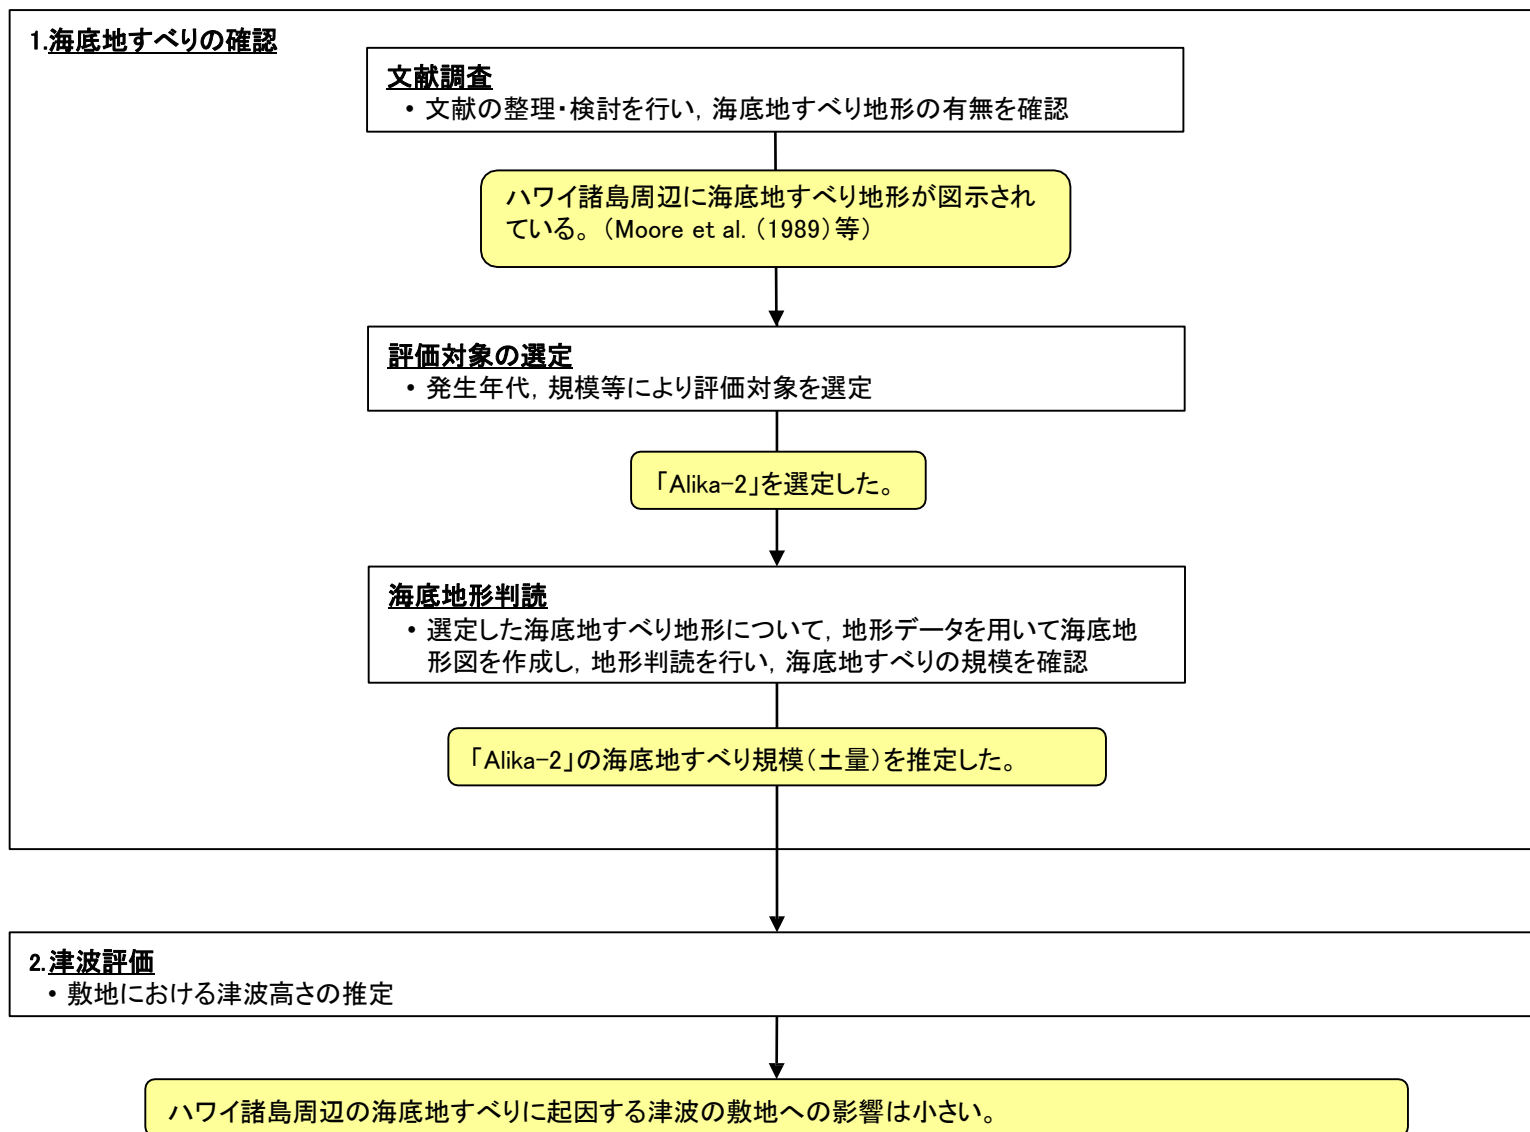 1.海底地すべりの確認
文献調査
・文献の整理・検討を行い，海底地すべり地形の有無を確認
ハワイ諸島周辺に海底地すべり地形が図示され
ている。（Moore et al.（1989）等）
評価対象の選定
・発生年代，規模等により評価対象を選定
「Alika-2」を選定した。
海底地形判読
・選定した海底地すべり地形について，地形データを用いて海底地
形図を作成し，地形判読を行い，海底地すべりの規模を確認
「Alika-2」の海底地すべり規模（土量）を推定した。
2.津波評価
・敷地における津波高さの推定
ハワイ諸島周辺の海底地すべりに起因する津波の敷地への影響は小さい。